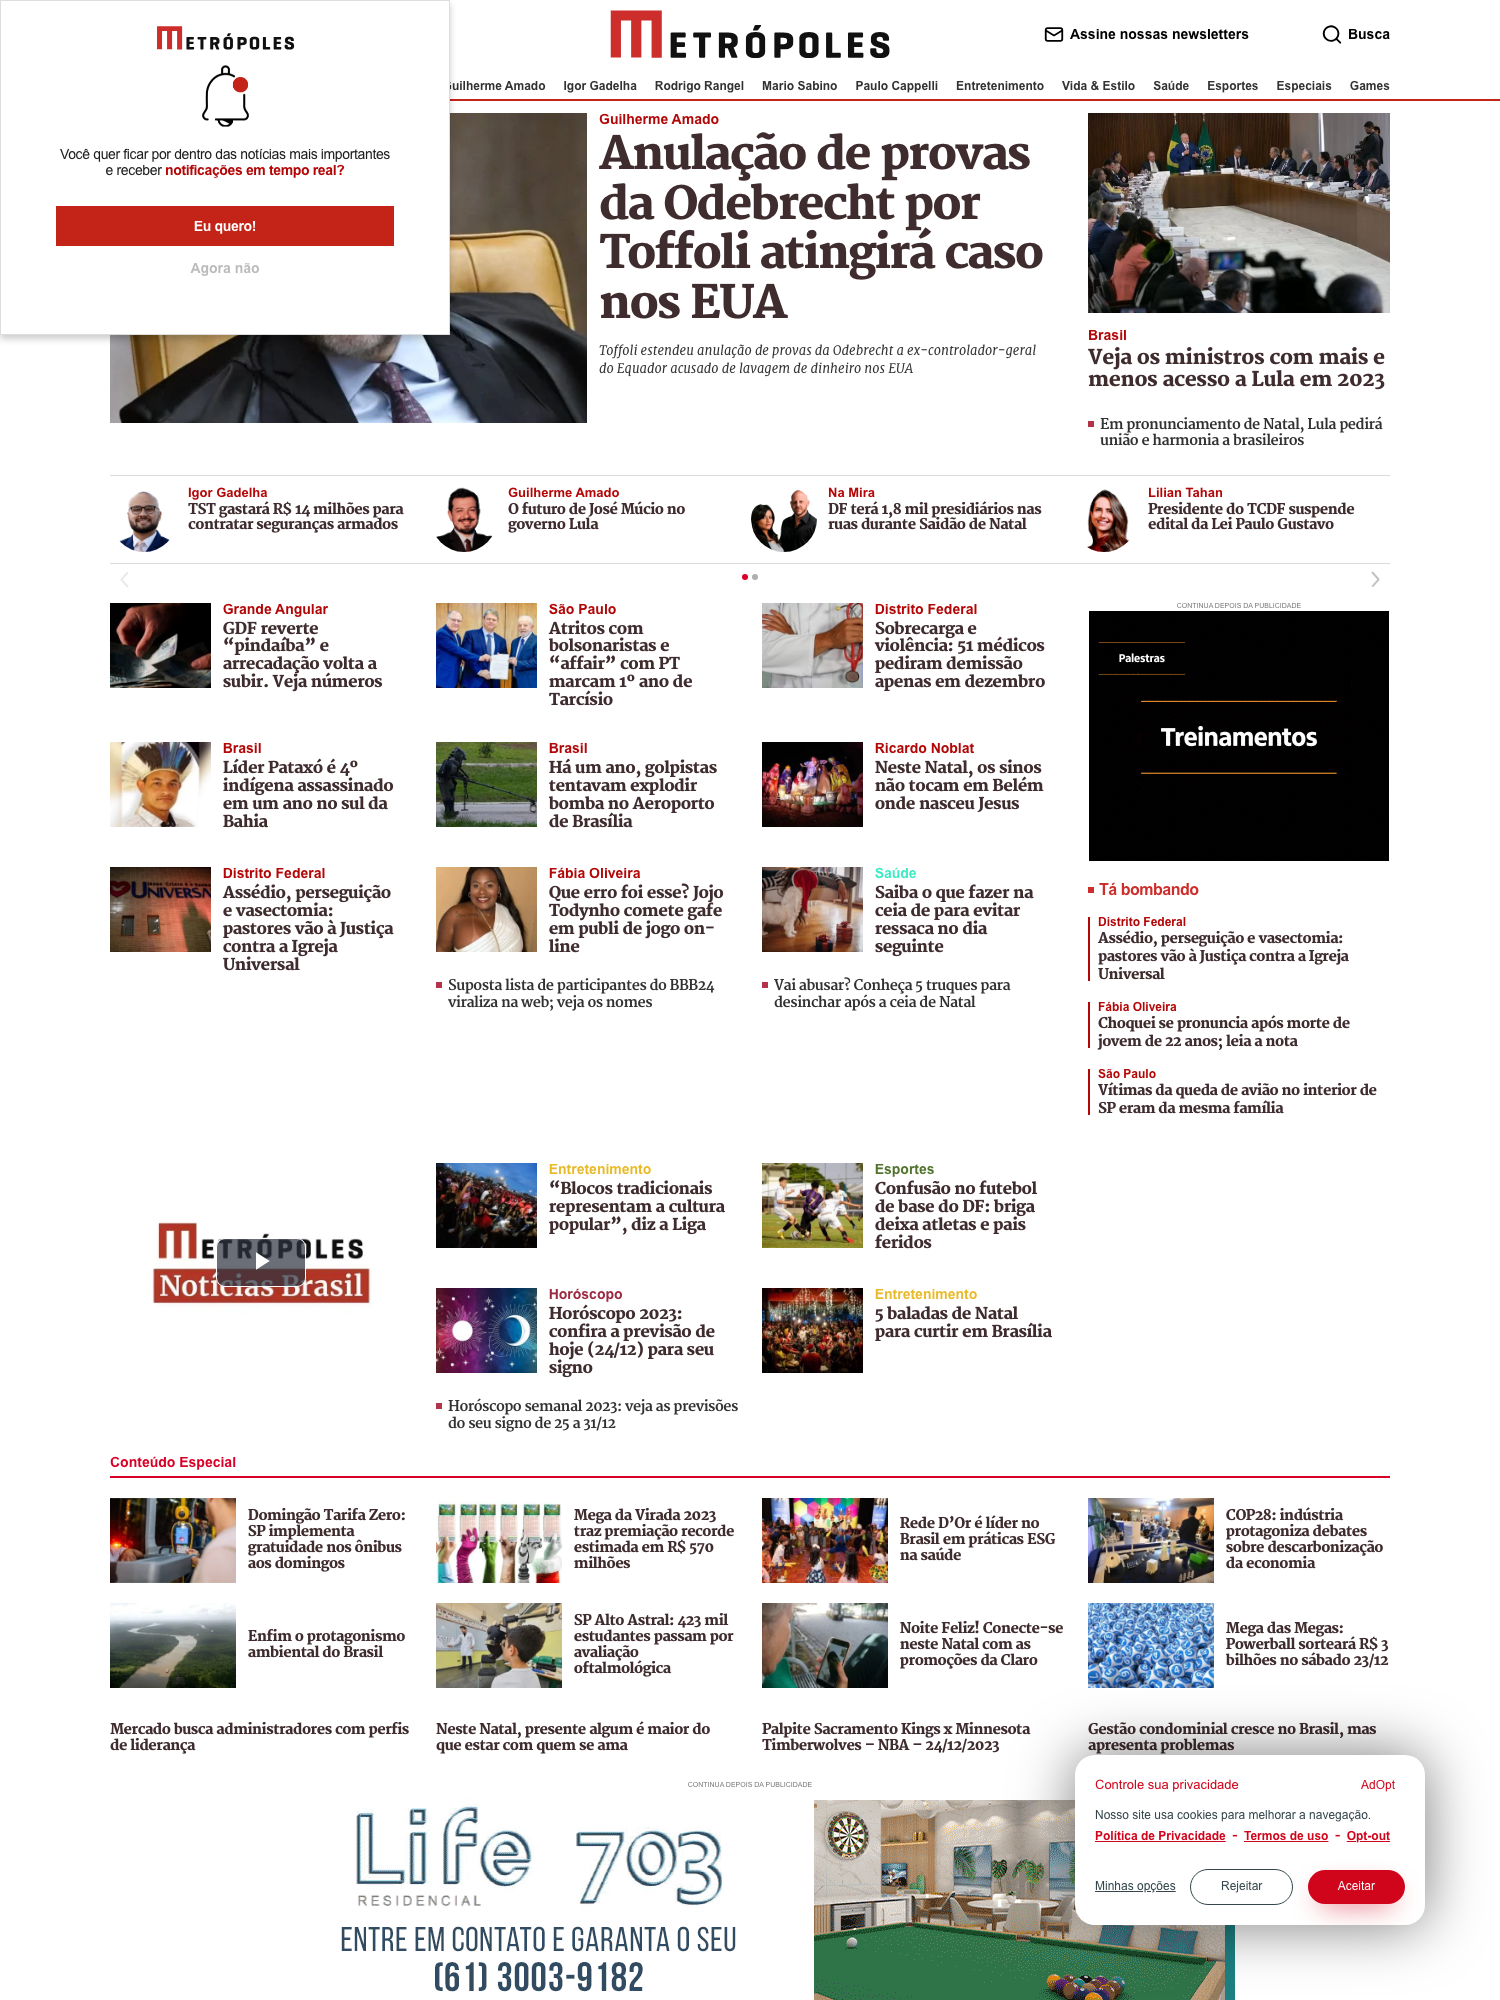 METRÓPOLES
Você quer ficar por dentro das notícias mais importantes
e receber notificações em tempo real?
Eu quero!
Agora não
METRÓPOLES
Assine nossas newsletters
Busca
Guilherme Amado Igor Gadelha Rodrigo Rangel Mario Sabino Paulo Cappelli Entretenimento Vida & Estilo Saúde Esportes Especiais Games
Guilherme Amado
Anulação de provas
da Odebrecht por
Toffoli atingirá caso
nos EUA
Toffoli estendeu anulação de provas da Odebrecht a ex-controlador-geral
do Equador acusado de lavagem de dinheiro nos EUA
Brasil
Veja os ministros com mais e
menos acesso a Lula em 2023
Em pronunciamento de Natal, Lula pedirá
união e harmonia a brasileiros
Igor Gadelha
TST gastará R$ 14 milhões para
contratar seguranças armados
Guilherme Amado
O futuro de José Múcio no
governo Lula
Na Mira
DF terá 1,8 mil presidiários nas
ruas durante Saidão de Natal
Lilian Tahan
Presidente do TCDF suspende
edital da Lei Paulo Gustavo
Grande Angular
GDF reverte
“pindaíba” e
arrecadação volta a
subir. Veja números
São Paulo
Atritos com
bolsonaristas e
“affair” com PT
marcam 1º ano de
Tarcísio
Distrito Federal
Sobrecarga e
violência: 51 médicos
pediram demissão
apenas em dezembro
CONTINUA DEPOIS DA PUBLICIDADE
Palestras
Treinamentos
Brasil
Líder Pataxó é 4º
indígena assassinado
em um ano no sul da
Bahia
Brasil
Há um ano, golpistas
tentavam explodir
bomba no Aeroporto
de Brasília
Ricardo Noblat
Neste Natal, os sinos
não tocam em Belém
onde nasceu Jesus
UNIVERSA
Distrito Federal
Assédio, perseguição
e vasectomia:
pastores vão à Justiça
contra a Igreja
Universal
Fábia Oliveira
Que erro foi esse? Jojo
Todynho comete gafe
em publi de jogo on-
line
Suposta lista de participantes do BBB24
viraliza na web; veja os nomes
Saúde
Saiba o que fazer na
ceia de para evitar
ressaca no dia
seguinte
Vai abusar? Conheça 5 truques para
desinchar após a ceia de Natal
Tá bombando
Distrito Federal
Assédio, perseguição e vasectomia:
pastores vão à Justiça contra a Igreja
Universal
Fábia Oliveira
Choquei se pronuncia após morte de
jovem de 22 anos; leia a nota
São Paulo
Vítimas da queda de avião no interior de
SP eram da mesma família
METRÓPOLES
Notícias Brasil
Entretenimento
“Blocos tradicionais
representam a cultura
popular”, diz a Liga
Esportes
Confusão no futebol
de base do DF: briga
deixa atletas e pais
feridos
Horóscopo
Horóscopo 2023:
confira a previsão de
hoje (24/12) para seu
signo
Horóscopo semanal 2023: veja as previsões
do seu signo de 25 a 31/12
Entretenimento
5 baladas de Natal
para curtir em Brasília
Conteúdo Especial
Domingão Tarifa Zero:
SP implementa
gratuidade nos ônibus
aos domingos
Mega da Virada 2023
traz premiação recorde
estimada em R$ 570
milhões
Rede D’Or é líder no
Brasil em práticas ESG
na saúde
COP28: indústria
protagoniza debates
sobre descarbonização
da economia
Enfim o protagonismo
ambiental do Brasil
SP Alto Astral: 423 mil
estudantes passam por
avaliação
oftalmológica
Noite Feliz! Conecte-se
neste Natal com as
promoções da Claro
Mega das Megas:
Powerball sorteará R$ 3
bilhões no sábado 23/12
Mercado busca administradores com perfis
de liderança
Neste Natal, presente algum é maior do
que estar com quem se ama
Palpite Sacramento Kings x Minnesota
Timberwolves – NBA – 24/12/2023
Gestão condominial cresce no Brasil, mas
apresenta problemas
CONTINUA DEPOIS DA PUBLICIDADE
Life 703
RESIDENCIAL
ENTRE EM CONTATO E GARANTA O SEU
(61) 3003-9182
Controle sua privacidade
AdOpt
Nosso site usa cookies para melhorar a navegação.
Política de Privacidade - Termos de uso - Opt-out
Minhas opções
Rejeitar
Aceitar